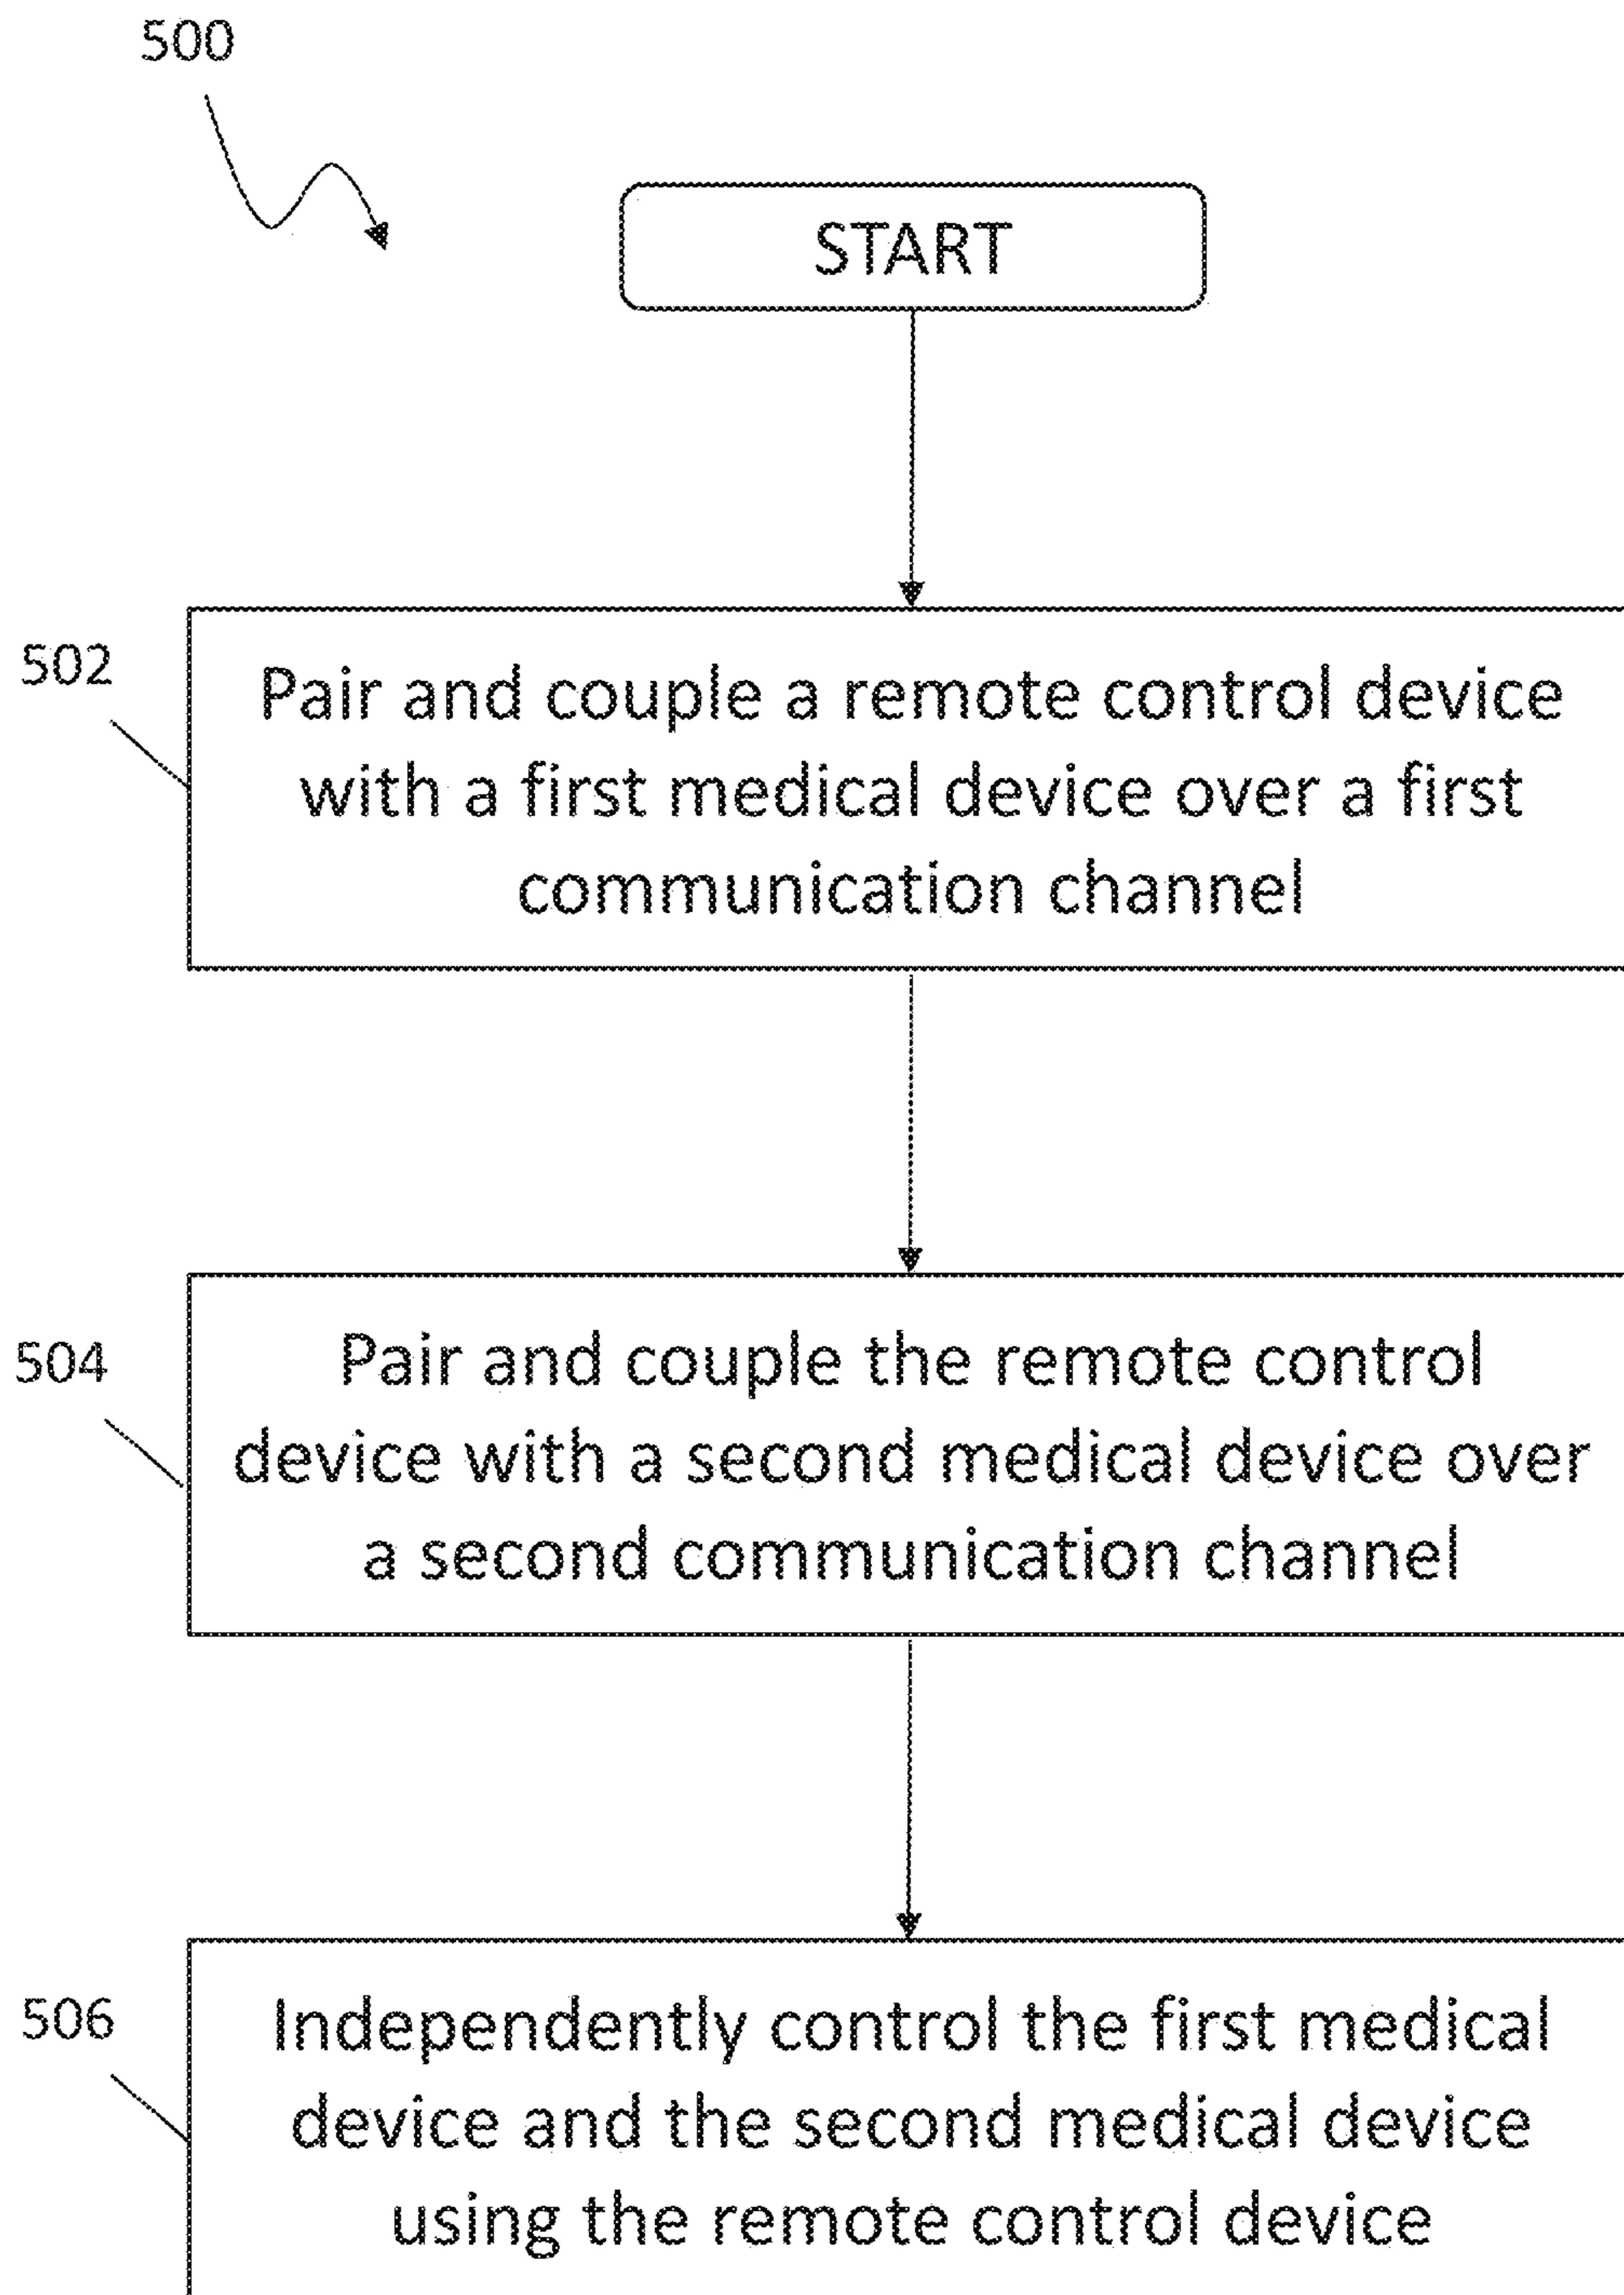 500
START
502
Pair and couple a remote control device
with a first medical device over a first
communication channel
504
Pair and couple the remote control
device with a second medical device over
a second communication channel
506
Independently control the first medical
device and the second medical device
using the remote control device